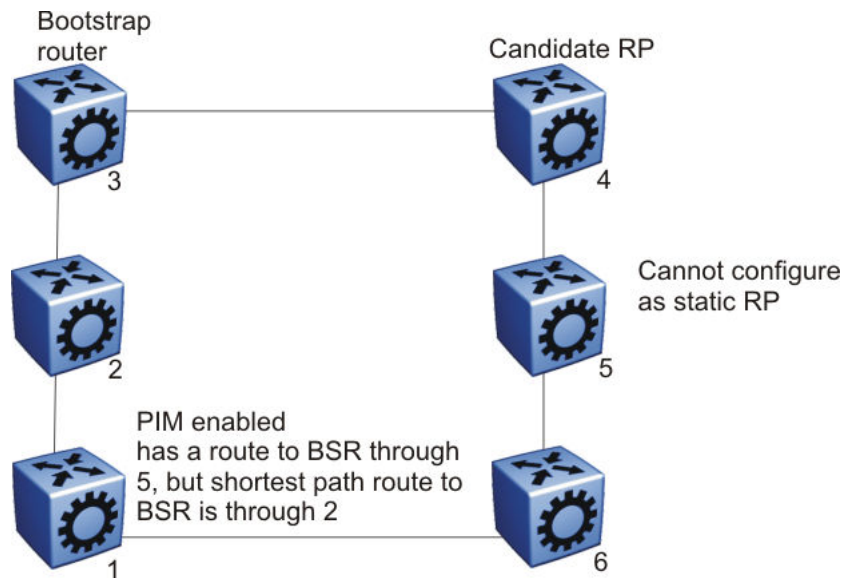 Bootstrap
router
Candidate RP
3
4
Cannot configure
as static RP
2
5
PIM enabled
has a route to BSR through
5, but shortest path route to
BSR is through 2
1
6